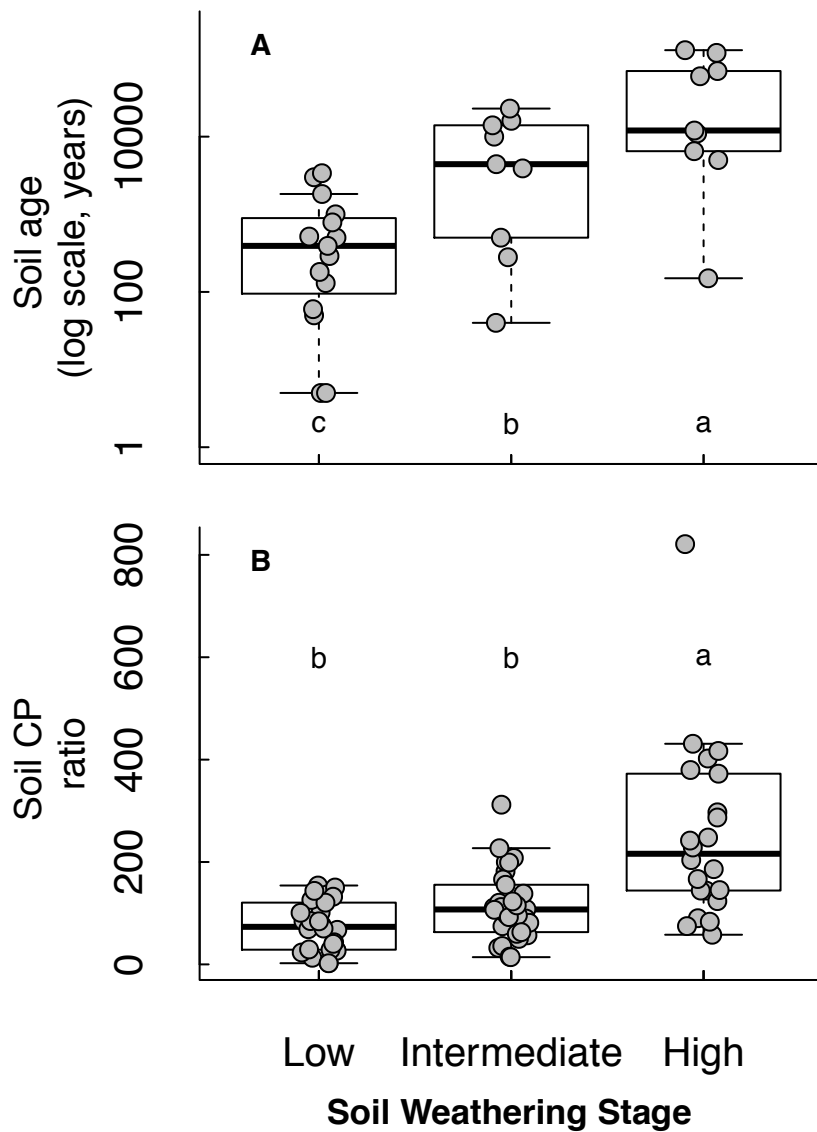 A
Soil age
(log scale, years)
10000
100
1
c b a
B
Soil CP
ratio
800
600
400
200
0
b b a
Low Intermediate High
Soil Weathering Stage